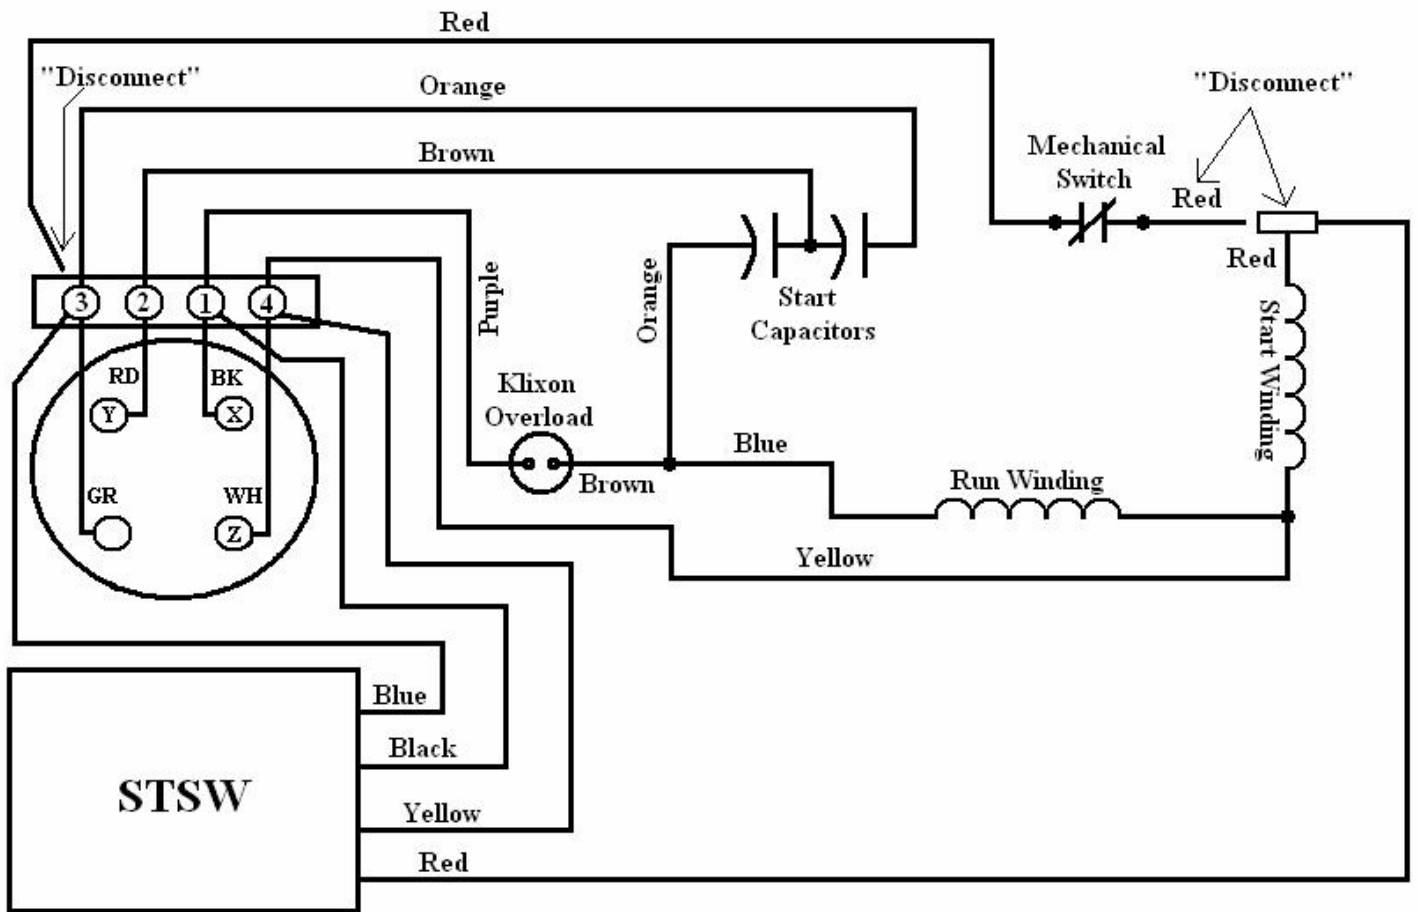 Red
"Disconnect"
Orange
"Disconnect"
Brown
Mechanical
Switch
Red
Red
3
2
1
4
Purple
Orange
Start
Capacitors
Start Winding
RD
BK
Y
X
Klixon
Overload
Blue
Brown
Run Winding
GR
WH
Z
Yellow
Blue
Black
STSW
Yellow
Red